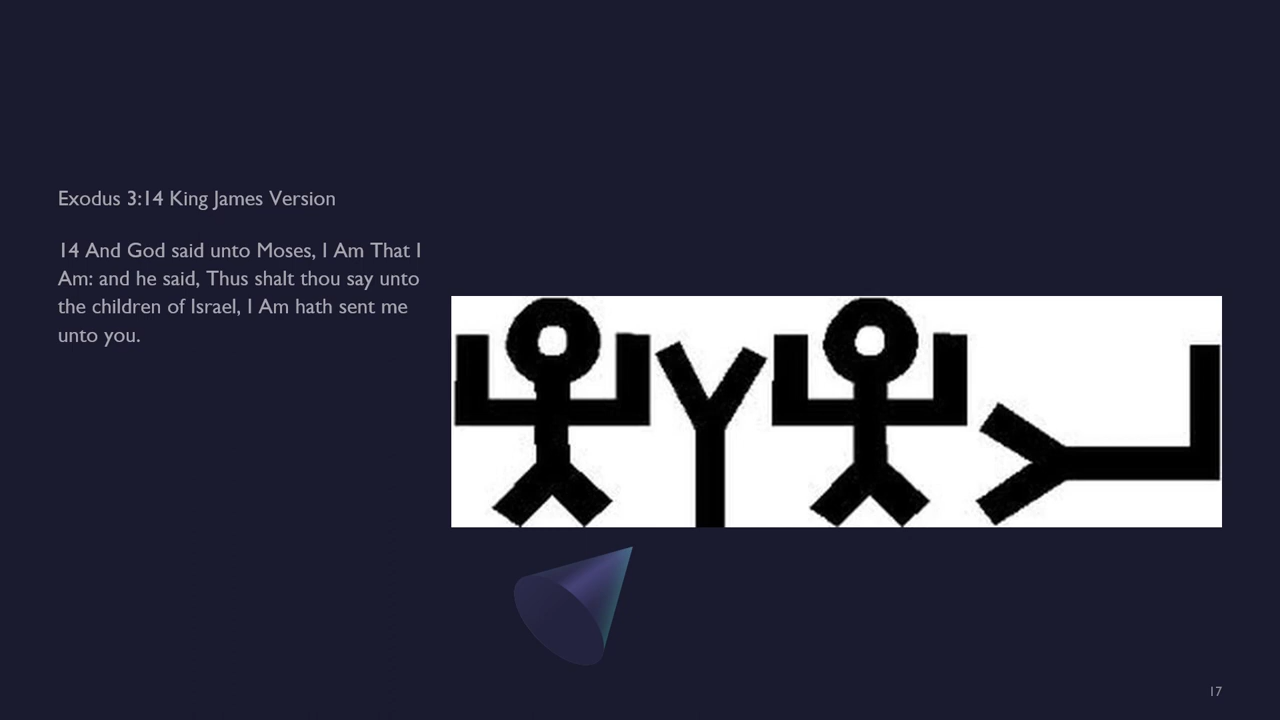 Exodus 3:14 King James Version
14 And God said unto Moses, I Am That I
Am: and he said, Thus shalt thou say unto
the children of Israel, I Am hath sent me
unto you.
17